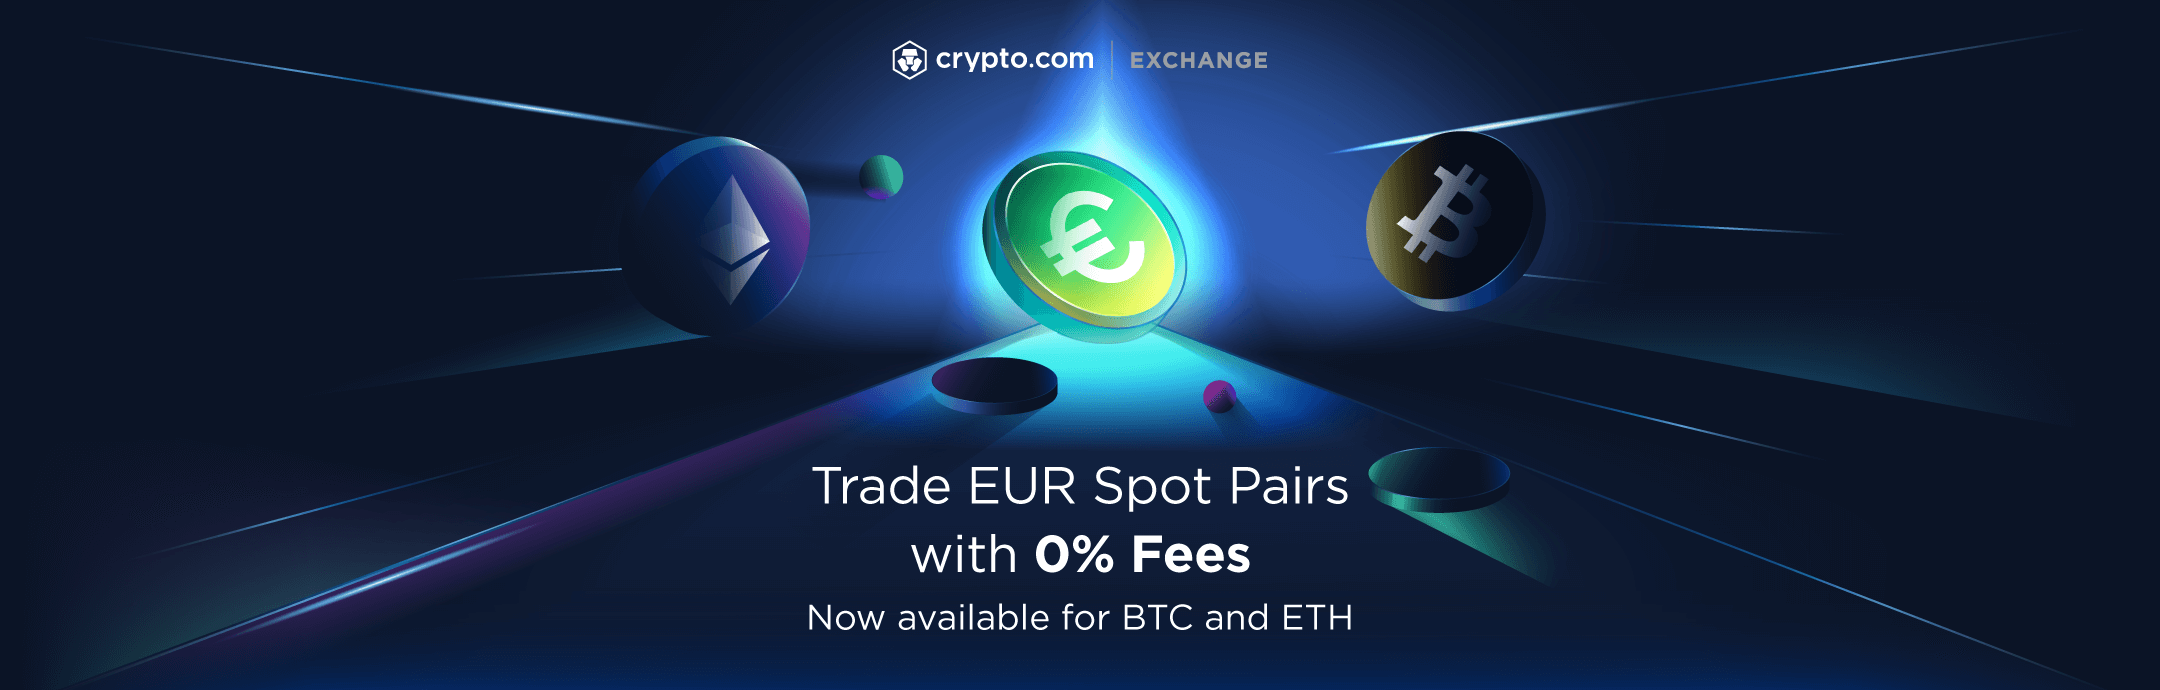 crypto.com | EXCHANGE
Trade EUR Spot Pairs
with 0% Fees
Now available for BTC and ETH